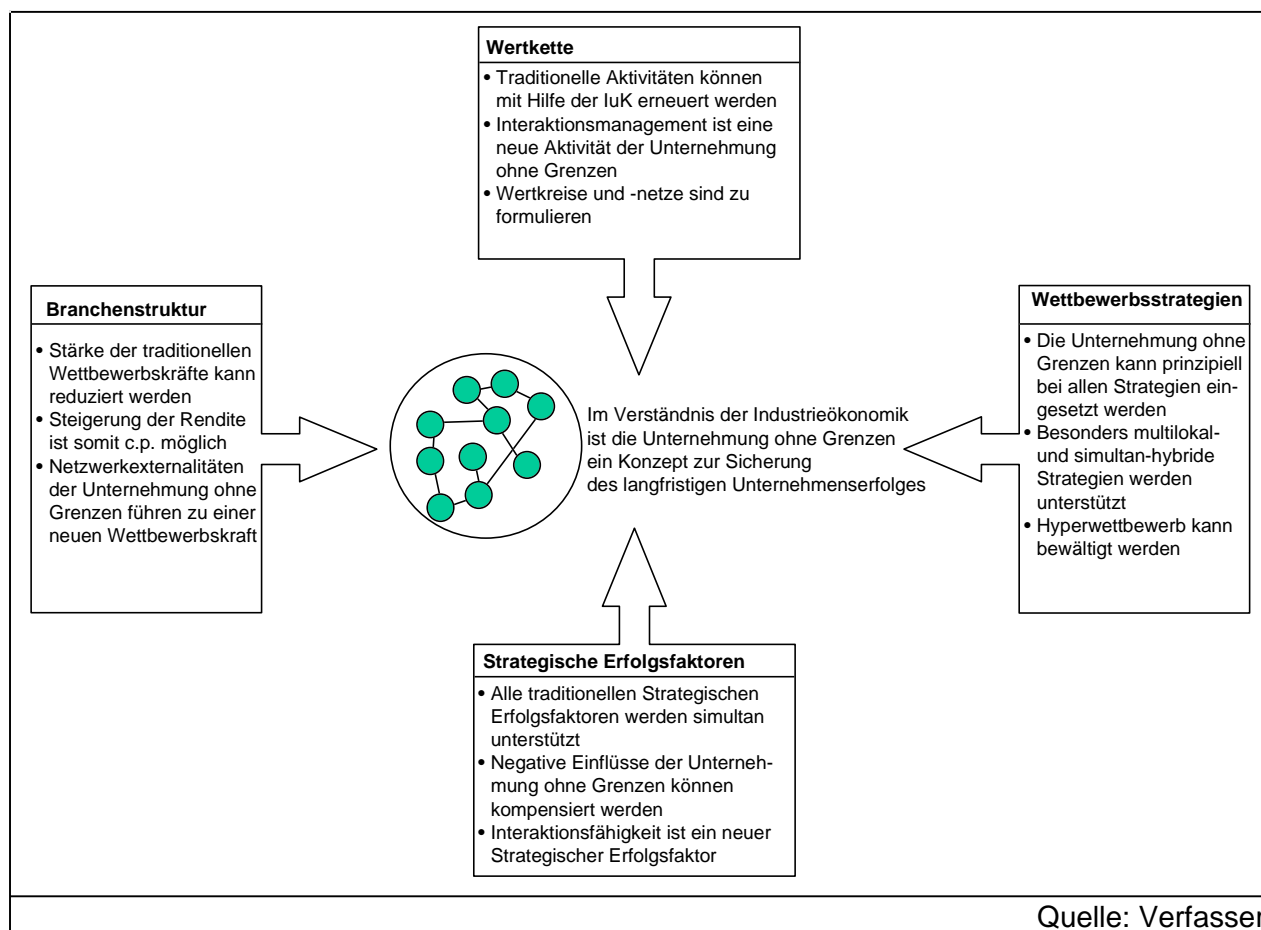 Wertkette
• Traditionelle Aktivitäten können
mit Hilfe der IuK erneuert werden
• Interaktionsmanagement ist eine
neue Aktivität der Unternehmung
ohne Grenzen
• Wertkreise und -netze sind zu
formulieren
Branchenstruktur
• Stärke der traditionellen
Wettbewerbskräfte kann
reduziert werden
• Steigerung der Rendite
ist somit c.p. möglich
• Netzwerkexternalitäten
der Unternehmung ohne
Grenzen führen zu einer
neuen Wettbewerbskraft
Im Verständnis der Industrieökonomik
ist die Unternehmung ohne Grenzen
ein Konzept zur Sicherung
des langfristigen Unternehmenserfolges
Wettbewerbsstrategien
• Die Unternehmung ohne
Grenzen kann prinzipiell
bei allen Strategien ein-
gesetzt werden
• Besonders multilokal-
und simultan-hybride
Strategien werden
unterstützt
• Hyperwettbewerb kann
bewältigt werden
Strategische Erfolgsfaktoren
• Alle traditionellen Strategischen
Erfolgsfaktoren werden simultan
unterstützt
• Negative Einflüsse der Unterneh-
mung ohne Grenzen können
kompensiert werden
• Interaktionsfähigkeit ist ein neuer
Strategischer Erfolgsfaktor
Quelle: Verfasser